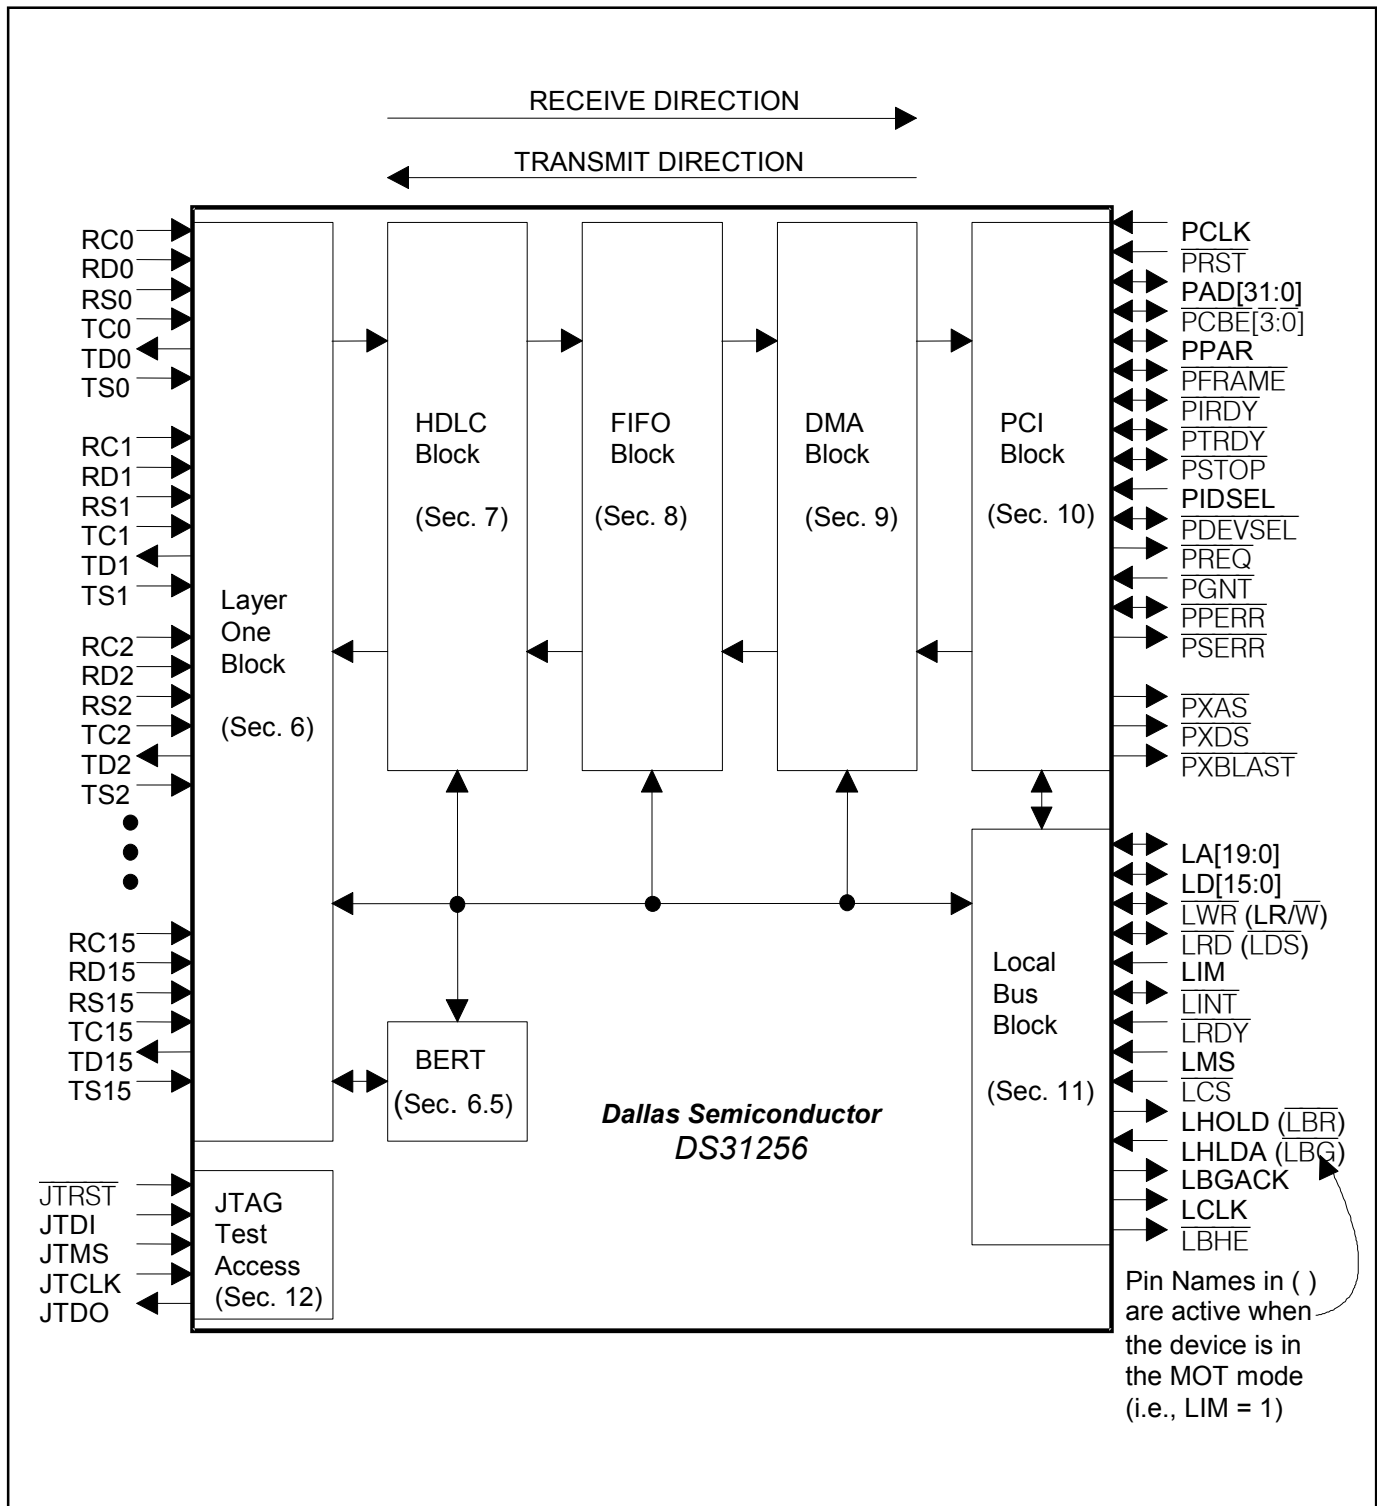 RECEIVE DIRECTION
TRANSMIT DIRECTION
RC0
RD0
RS0
TC0
TD0
TS0
RC1
RD1
RS1
TC1
TD1
TS1
RC2
RD2
RS2
TC2
TD2
TS2
RC15
RD15
RS15
TC15
TD15
TS15
JTRST
JTDI
JTMS
JTCLK
JTDO
Layer
One
Block
(Sec. 6)
HDLC
Block
(Sec. 7)
FIFO
Block
(Sec. 8)
DMA
Block
(Sec. 9)
PCI
Block
(Sec. 10)
BERT
(Sec. 6.5)
Local
Bus
Block
(Sec. 11)
JTAG
Test
Access
(Sec. 12)
Dallas Semiconductor
DS31256
PCLK
PRST
PAD[31:0]
PCBE[3:0]
PPAR
PFRAME
PIRDY
PTRDY
PSTOP
PIDSEL
PDEVSEL
PREQ
PGNT
PPERR
PSERR
PXAS
PXDS
PXBLAST
LA[19:0]
LD[15:0]
LWR (LR/W)
LRD (LDS)
LIM
LINT
LRDY
LMS
LCS
LHOLD (LBR)
LHLDA (LBG)
LBGACK
LCLK
LBHE
Pin Names in ( )
are active when
the device is in
the MOT mode
(i.e., LIM = 1)